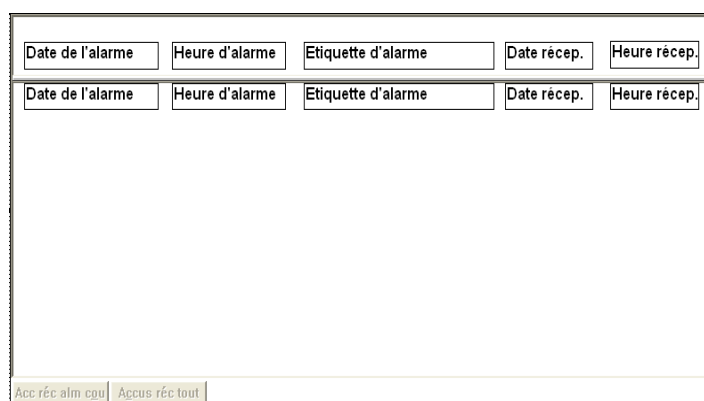 Date de l'alarme Heure d'alarme Etiquette d'alarme Date récep. Heure récep.
Date de l'alarme Heure d'alarme Etiquette d'alarme Date récep. Heure récep.
Acc réc alm cou Accus réc tout